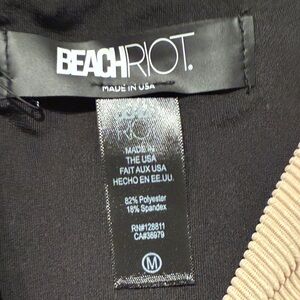 BEACHRIOT.
MADE IN USA
RIOT
MADE IN
THE USA
FAIT AUX USA
HECHO EN EE.UU.
82% Polyester
18% Spandex
RN#128811
CA#36979
M